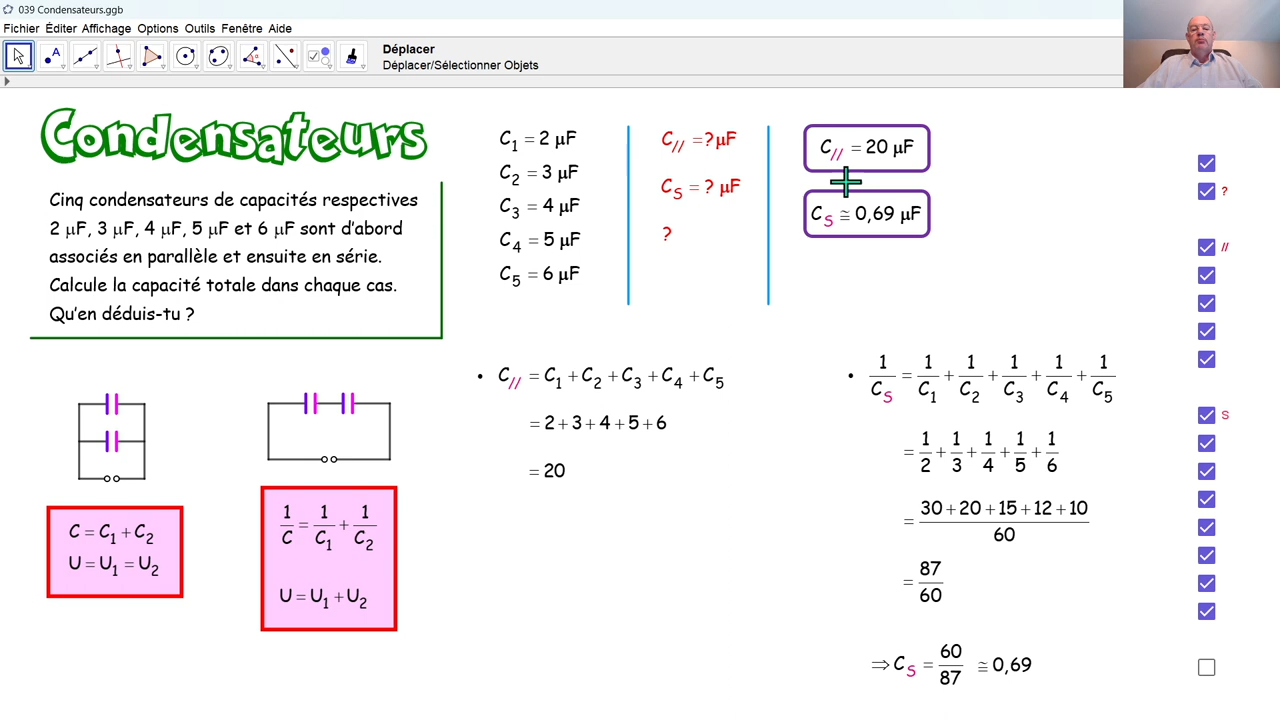 039 Condensateurs.ggb
Fichier Éditer Affichage Options Outils Fenêtre Aide
A
Déplacer
Déplacer/Sélectionner Objets
Condensateurs
Cinq condensateurs de capacités respectives
2 μF, 3 μF, 4 μF, 5 μF et 6 μF sont d'abord
associés en parallèle et ensuite en série.
Calcule la capacité totale dans chaque cas.
Qu'en déduis-tu ?
C₁ = 2 μF
C₂ = 3 μF
C₃ = 4 μF
C₄ = 5 μF
C₅ = 6 μF
C// = ? μF
C_S = ? μF
?
C// = 20 μF
C_S ≅ 0,69 μF
?
//
S
C = C₁ + C₂
U = U₁ = U₂
1/C = 1/C₁ + 1/C₂
U = U₁ + U₂
• C// = C₁ + C₂ + C₃ + C₄ + C₅
= 2 + 3 + 4 + 5 + 6
= 20
• 1/C_S = 1/C₁ + 1/C₂ + 1/C₃ + 1/C₄ + 1/C₅
= 1/2 + 1/3 + 1/4 + 1/5 + 1/6
= (30 + 20 + 15 + 12 + 10)/60
= 87/60
⇒ C_S = 60/87 ≅ 0,69